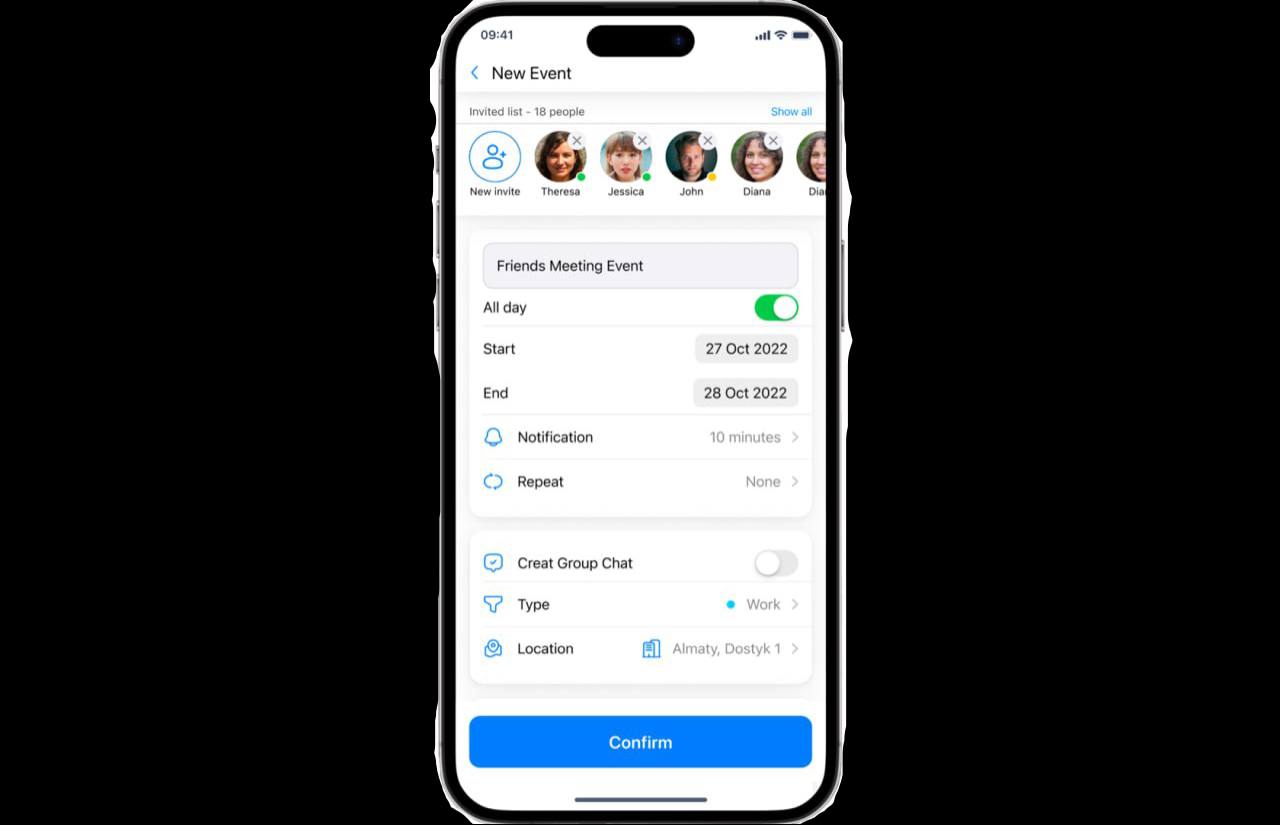 09:41
New Event
Invited list - 18 people Show all
New invite Theresa Jessica John Diana Dia
Friends Meeting Event
All day
Start 27 Oct 2022
End 28 Oct 2022
Notification 10 minutes
Repeat None
Creat Group Chat
Type Work
Location Almaty, Dostyk 1
Confirm